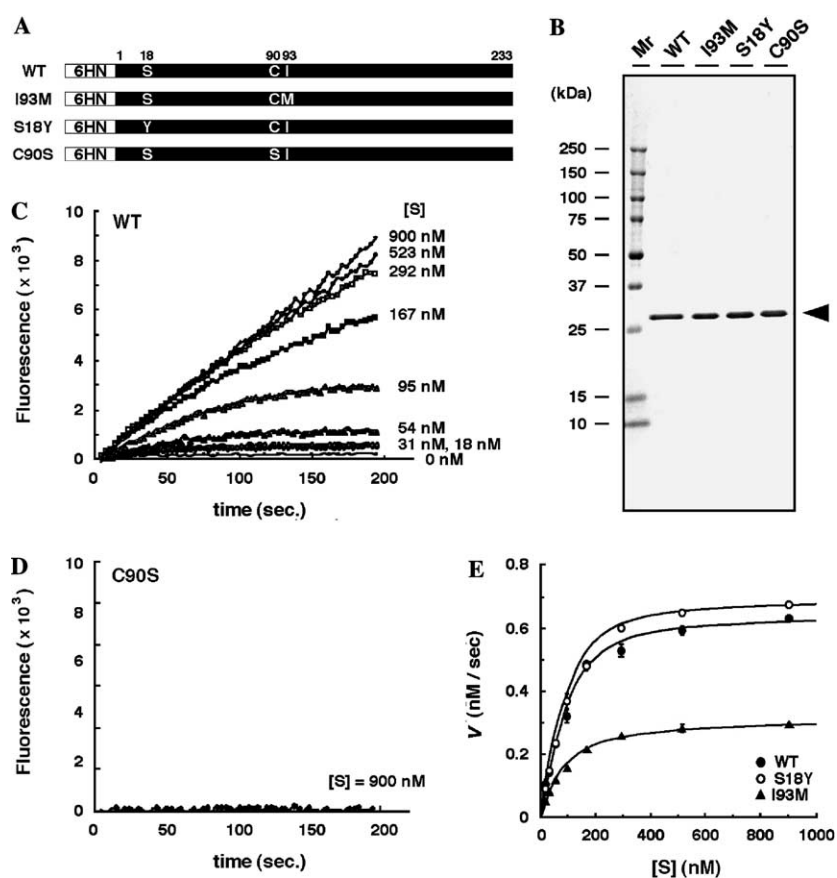 A
1 18 90 93 233
WT 6HN S C I
I93M 6HN S CM
S18Y 6HN Y C I
C90S 6HN S S I
B
Mr WT I93M S18Y C90S
(kDa)
250
150
100
75
50
37
25
15
10
C
WT
[S]
Fluorescence (x 10³)
10
8
6
4
2
0
900 nM
523 nM
292 nM
167 nM
95 nM
54 nM
31 nM, 18 nM
0 nM
0 50 100 150 200
time (sec.)
D
C90S
Fluorescence (x 10³)
10
8
6
4
2
0
[S] = 900 nM
0 50 100 150 200
time (sec.)
E
V (nM / sec)
0.8
0.6
0.4
0.2
0
WT
S18Y
I93M
0 200 400 600 800 1000
[S] (nM)